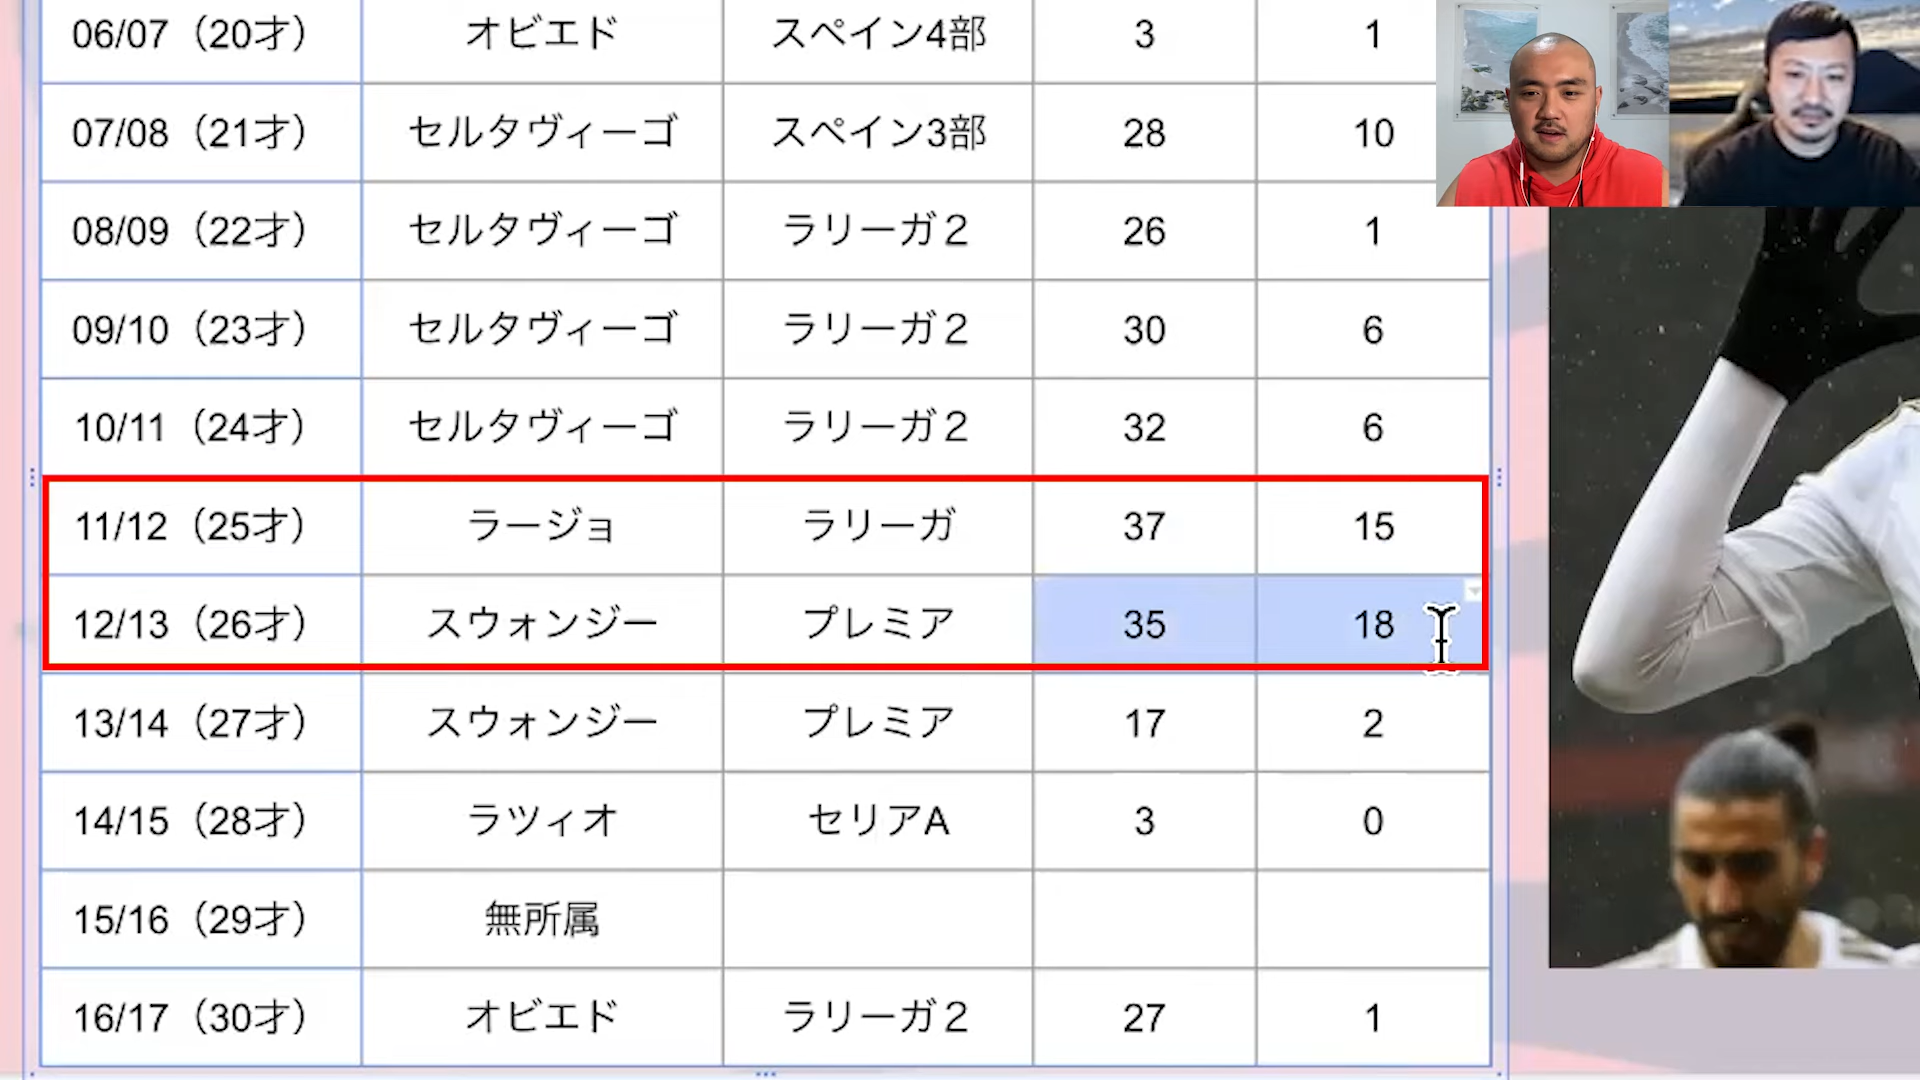 06/07（20才） オビエド スペイン4部 3 1
07/08（21才） セルタヴィーゴ スペイン3部 28 10
08/09（22才） セルタヴィーゴ ラリーガ２ 26 1
09/10（23才） セルタヴィーゴ ラリーガ２ 30 6
10/11（24才） セルタヴィーゴ ラリーガ２ 32 6
11/12（25才） ラージョ ラリーガ 37 15
12/13（26才） スウォンジー プレミア 35 18
13/14（27才） スウォンジー プレミア 17 2
14/15（28才） ラツィオ セリアA 3 0
15/16（29才） 無所属
16/17（30才） オビエド ラリーガ２ 27 1